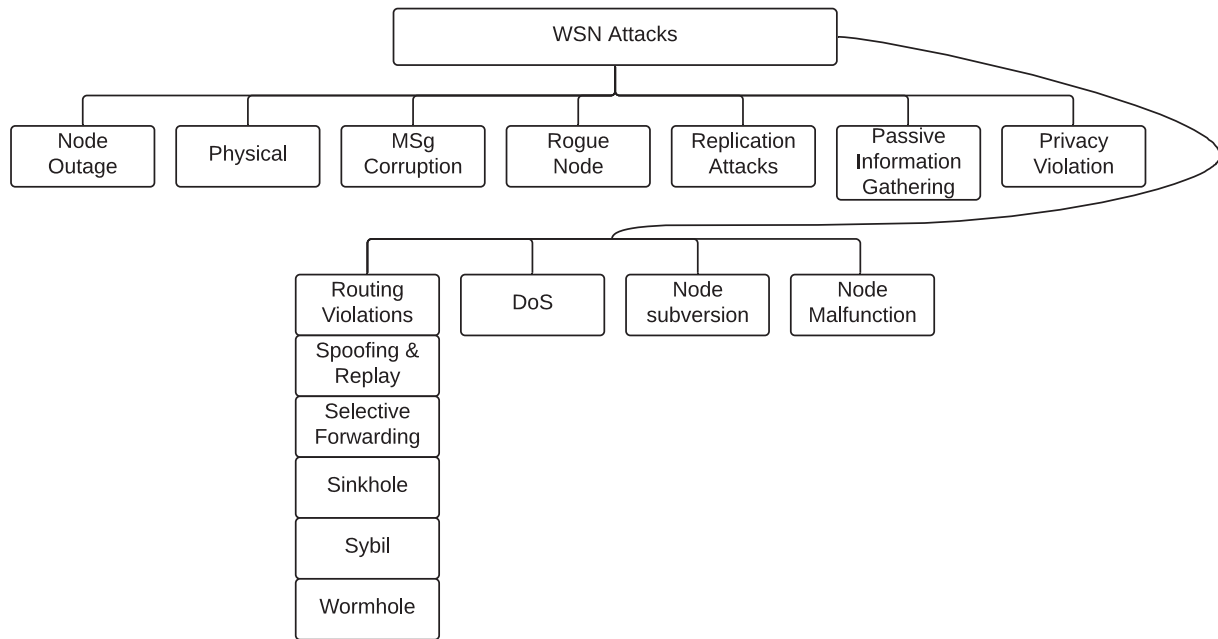 WSN Attacks
Node
Outage
Physical
MSg
Corruption
Rogue
Node
Replication
Attacks
Passive
Information
Gathering
Privacy
Violation
Routing
Violations
DoS
Node
subversion
Node
Malfunction
Spoofing &
Replay
Selective
Forwarding
Sinkhole
Sybil
Wormhole